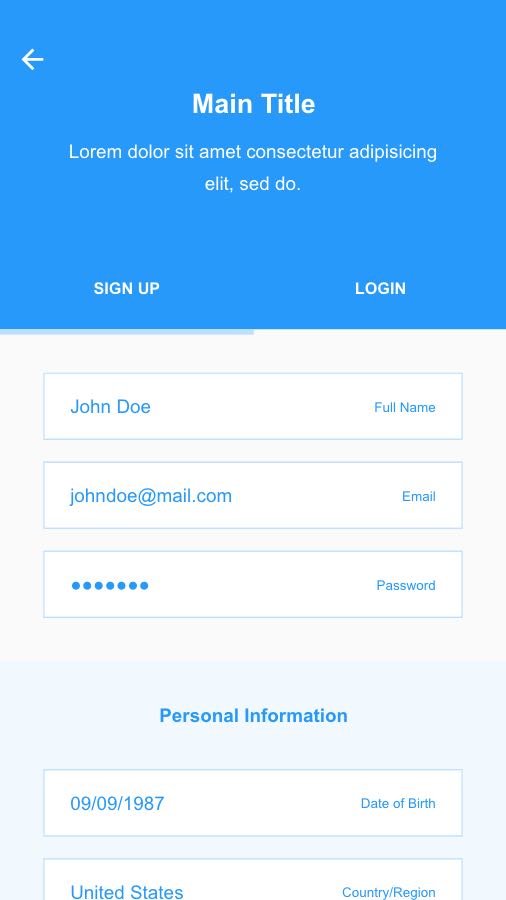 Main Title
Lorem dolor sit amet consectetur adipisicing
elit, sed do.
SIGN UP LOGIN
John Doe Full Name
johndoe@mail.com Email
●●●●●●● Password
Personal Information
09/09/1987 Date of Birth
United States Country/Region